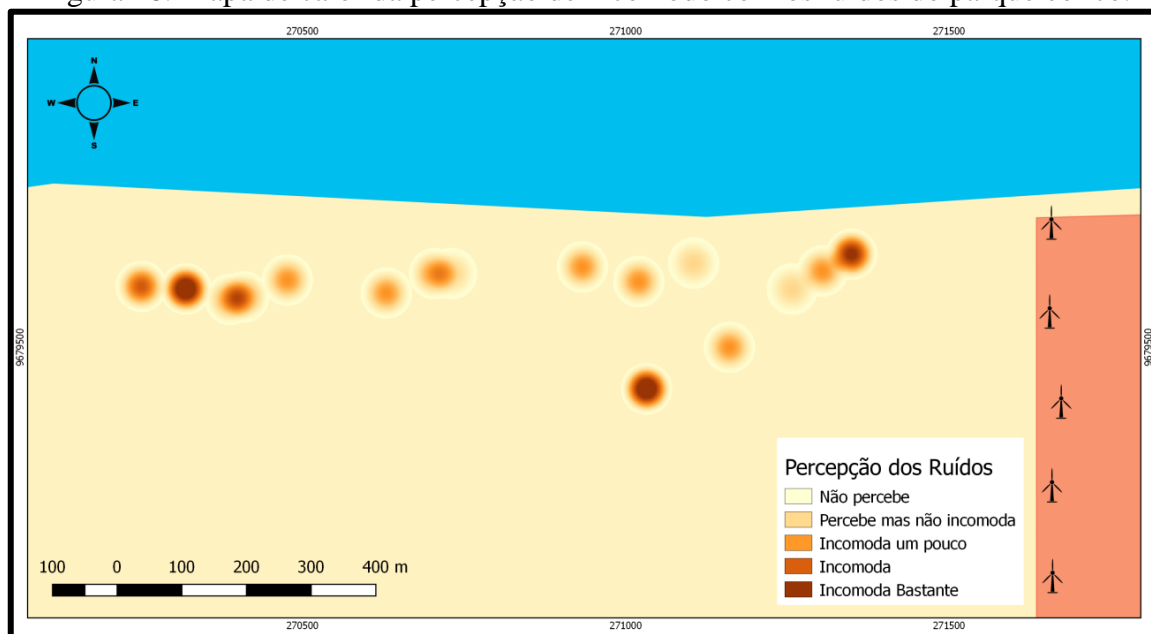 270500 271000 271500
N
W E
S
9679500 9679500
Percepção dos Ruídos
Não percebe
Percebe mas não incomoda
Incomoda um pouco
Incomoda
Incomoda Bastante
100 0 100 200 300 400 m
270500 271000 271500